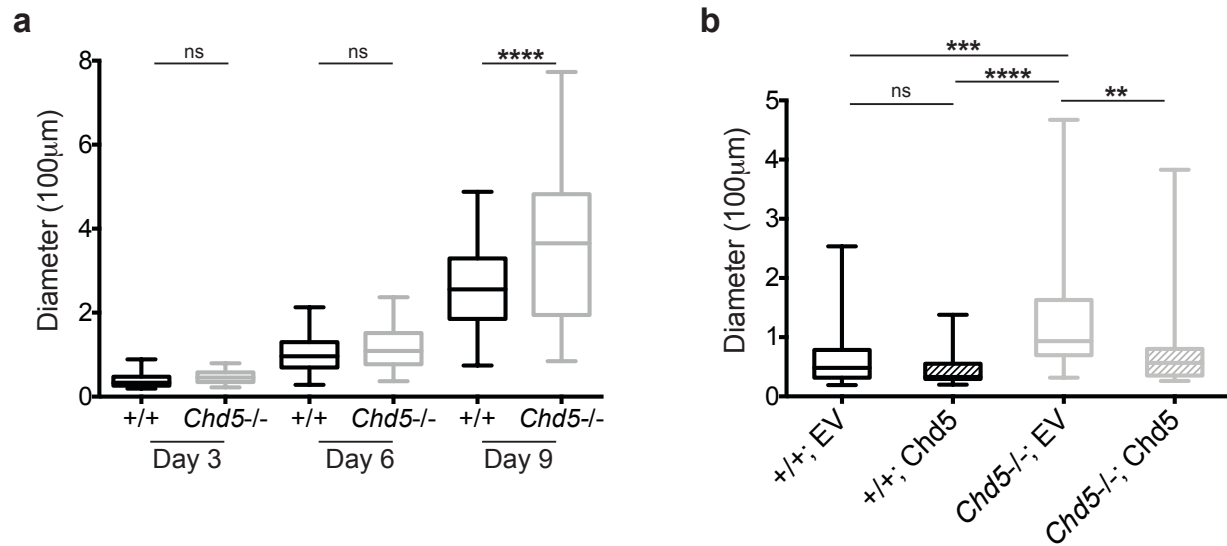 a
Diameter (100μm)
8
6
4
2
0
ns
ns
****
+/+
Chd5-/-
+/+
Chd5-/-
+/+
Chd5-/-
Day 3
Day 6
Day 9
b
Diameter (100μm)
5
4
3
2
1
0
***
****
ns
**
+/+; EV
+/+; Chd5
Chd5-/-; EV
Chd5-/-; Chd5